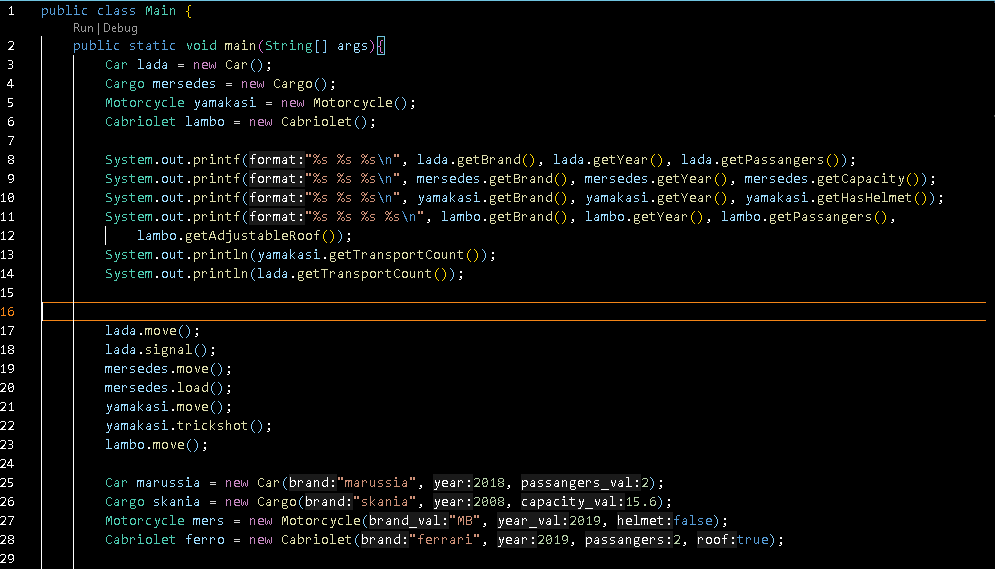 1 public class Main {
Run | Debug
2 public static void main(String[] args){
3 Car lada = new Car();
4 Cargo mersedes = new Cargo();
5 Motorcycle yamakasi = new Motorcycle();
6 Cabriolet lambo = new Cabriolet();
7
8 System.out.printf(format:"%s %s %s\n", lada.getBrand(), lada.getYear(), lada.getPassangers());
9 System.out.printf(format:"%s %s %s\n", mersedes.getBrand(), mersedes.getYear(), mersedes.getCapacity());
10 System.out.printf(format:"%s %s %s\n", yamakasi.getBrand(), yamakasi.getYear(), yamakasi.getHasHelmet());
11 System.out.printf(format:"%s %s %s %s\n", lambo.getBrand(), lambo.getYear(), lambo.getPassangers(),
12 lambo.getAdjustableRoof());
13 System.out.println(yamakasi.getTransportCount());
14 System.out.println(lada.getTransportCount());
15
16
17 lada.move();
18 lada.signal();
19 mersedes.move();
20 mersedes.load();
21 yamakasi.move();
22 yamakasi.trickshot();
23 lambo.move();
24
25 Car marussia = new Car(brand:"marussia", year:2018, passangers_val:2);
26 Cargo skania = new Cargo(brand:"skania", year:2008, capacity_val:15.6);
27 Motorcycle mers = new Motorcycle(brand_val:"MB", year_val:2019, helmet:false);
28 Cabriolet ferro = new Cabriolet(brand:"ferrari", year:2019, passangers:2, roof:true);
29